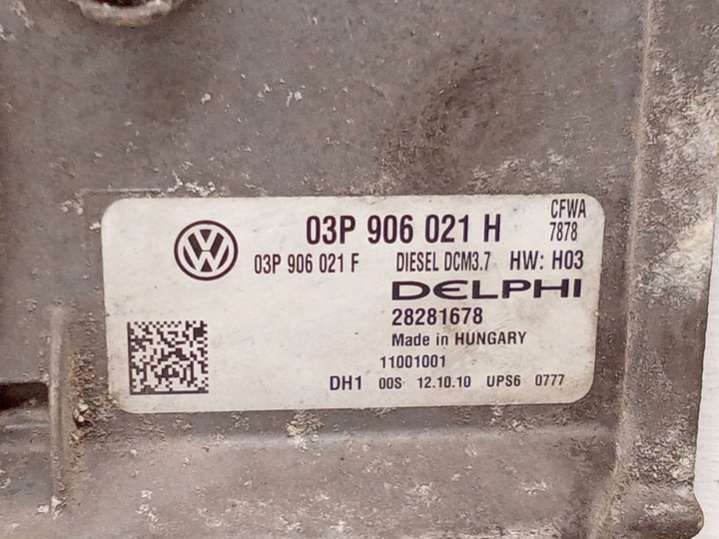 03P 906 021 H
CFWA
7878
03P 906 021 F DIESEL DCM3.7 HW: H03
DELPHI
28281678
Made in HUNGARY
11001001
DH1 00S 12.10.10 UPS6 0777